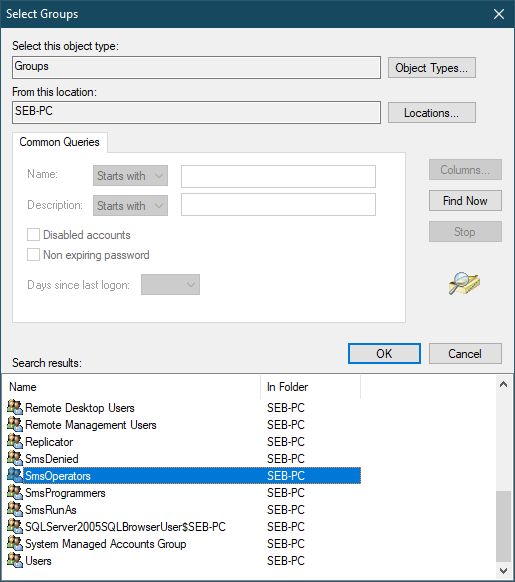 Select Groups
Select this object type:
Groups
Object Types...
From this location:
SEB-PC
Locations...
Common Queries
Name:
Starts with
Columns...
Description:
Starts with
Find Now
Disabled accounts
Stop
Non expiring password
Days since last logon:
OK
Cancel
Search results:
Name In Folder
Remote Desktop Users SEB-PC
Remote Management Users SEB-PC
Replicator SEB-PC
SmsDenied SEB-PC
SmsOperators SEB-PC
SmsProgrammers SEB-PC
SmsRunAs SEB-PC
SQLServer2005SQLBrowserUser$SEB-PC SEB-PC
System Managed Accounts Group SEB-PC
Users SEB-PC